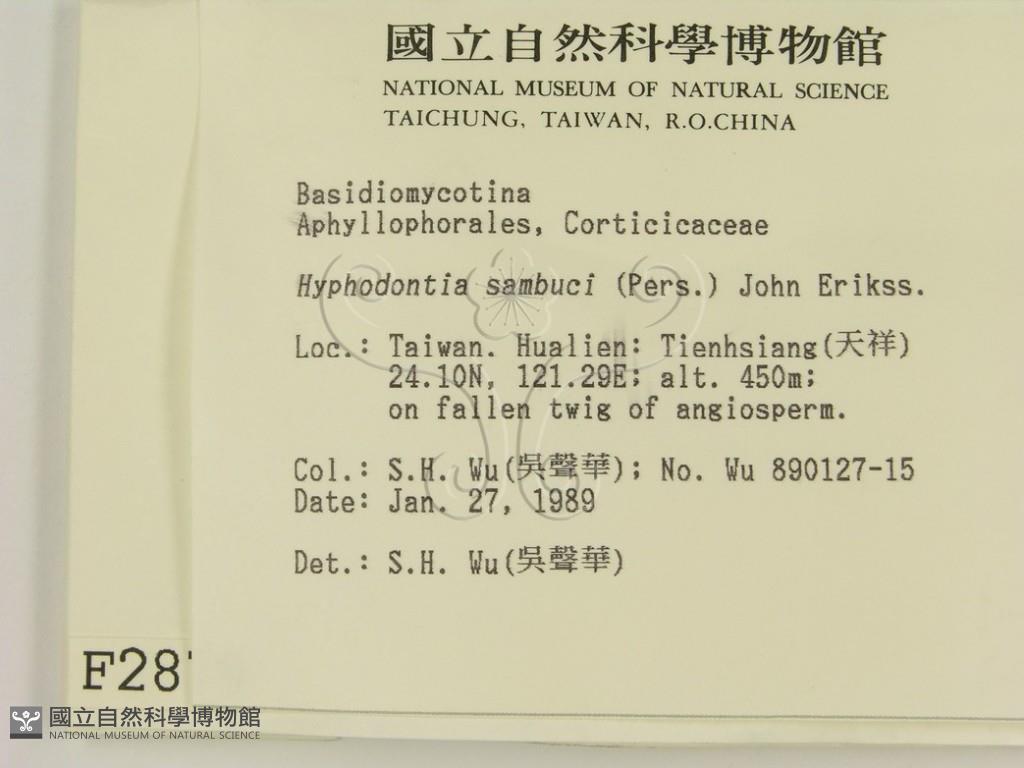 國立自然科學博物館
NATIONAL MUSEUM OF NATURAL SCIENCE
TAICHUNG, TAIWAN, R.O.CHINA
Basidiomycotina
Aphyllophorales, Corticicaceae
Hyphodontia sambuci (Pers.) John Erikss.
Loc.: Taiwan. Hualien: Tienhsiang(天祥)
24.10N, 121.29E; alt. 450m;
on fallen twig of angiosperm.
Col.: S.H. Wu(吳聲華); No. Wu 890127-15
Date: Jan. 27, 1989
Det.: S.H. Wu(吳聲華)
F28
國立自然科學博物館
NATIONAL MUSEUM OF NATURAL SCIENCE